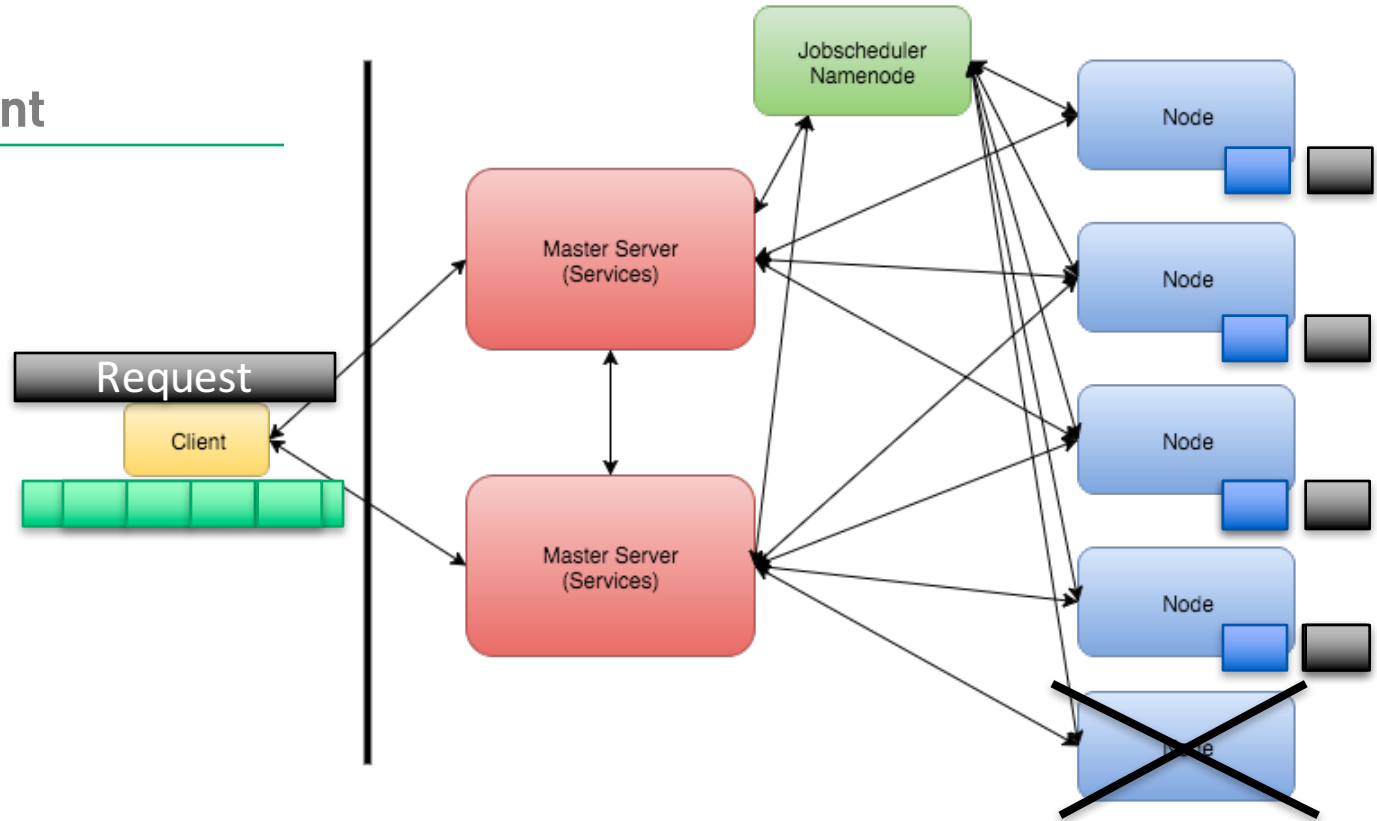 nt
Jobscheduler
Namenode
Node
Master Server
(Services)
Node
Request
Client
Node
Master Server
(Services)
Node